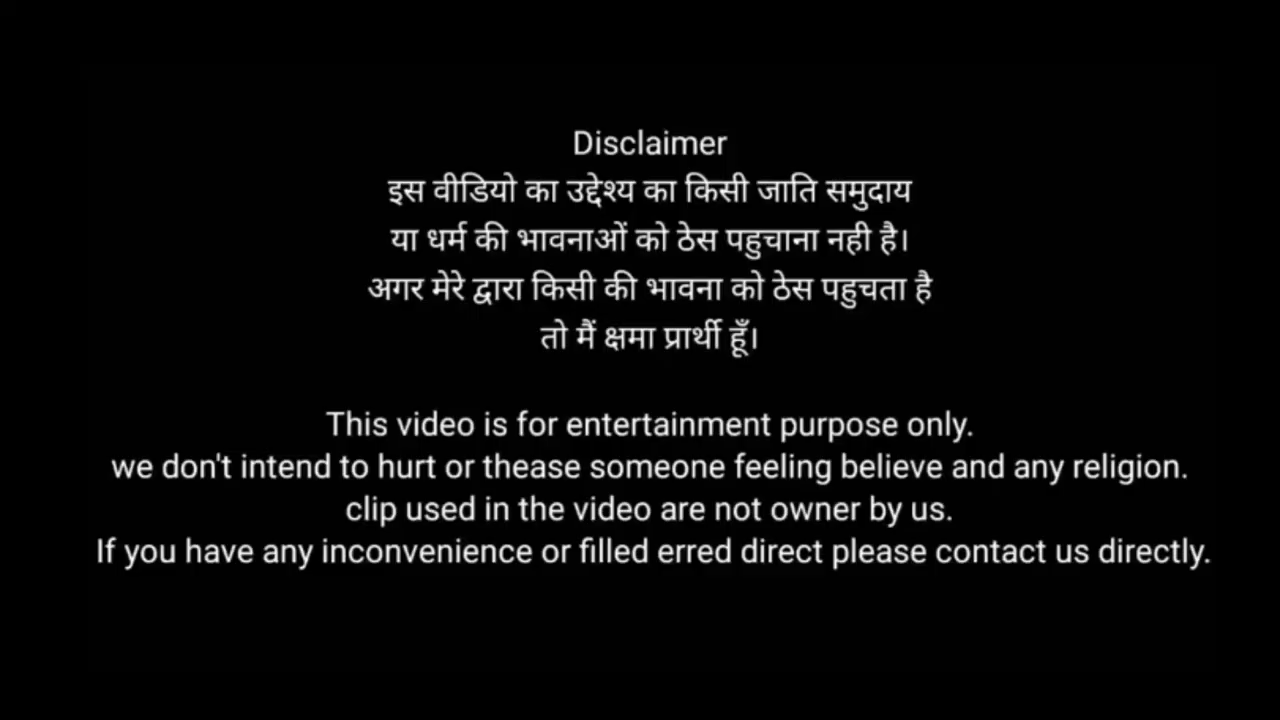 Disclaimer
इस वीडियो का उद्देश्य का किसी जाति समुदाय
या धर्म की भावनाओं को ठेस पहुचाना नही है।
अगर मेरे द्वारा किसी की भावना को ठेस पहुचता है
तो मैं क्षमा प्रार्थी हूँ।
This video is for entertainment purpose only.
we don't intend to hurt or thease someone feeling believe and any religion.
clip used in the video are not owner by us.
If you have any inconvenience or filled erred direct please contact us directly.